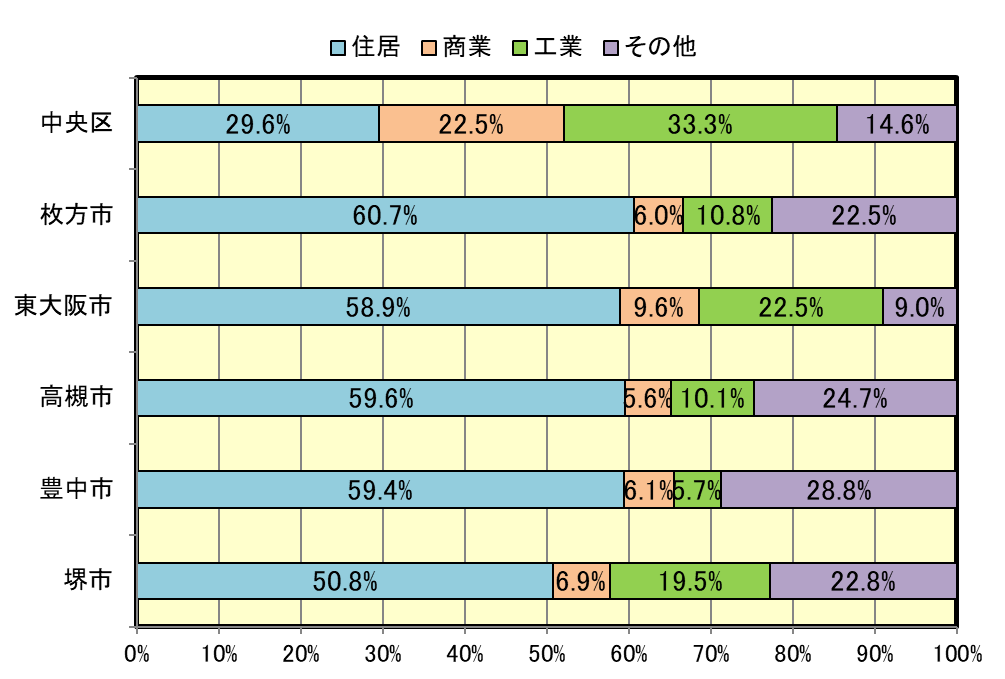 住居 商業 工業 その他
中央区 29.6% 22.5% 33.3% 14.6%
枚方市 60.7% 6.0% 10.8% 22.5%
東大阪市 58.9% 9.6% 22.5% 9.0%
高槻市 59.6% 5.6% 10.1% 24.7%
豊中市 59.4% 6.1% 5.7% 28.8%
堺市 50.8% 6.9% 19.5% 22.8%
0% 10% 20% 30% 40% 50% 60% 70% 80% 90% 100%